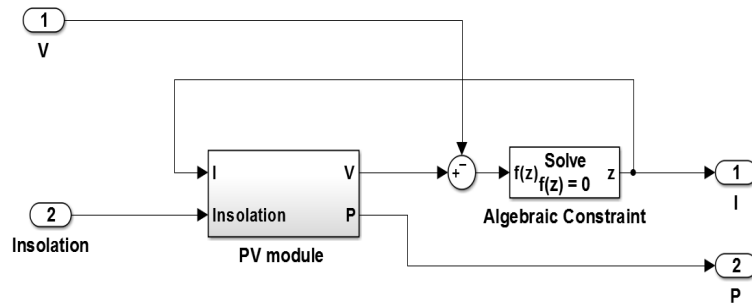 1
V
I
V
Insolation
P
PV module
2
Insolation
−
+
f(z)
Solve
f(z) = 0
z
Algebraic Constraint
1
I
2
P